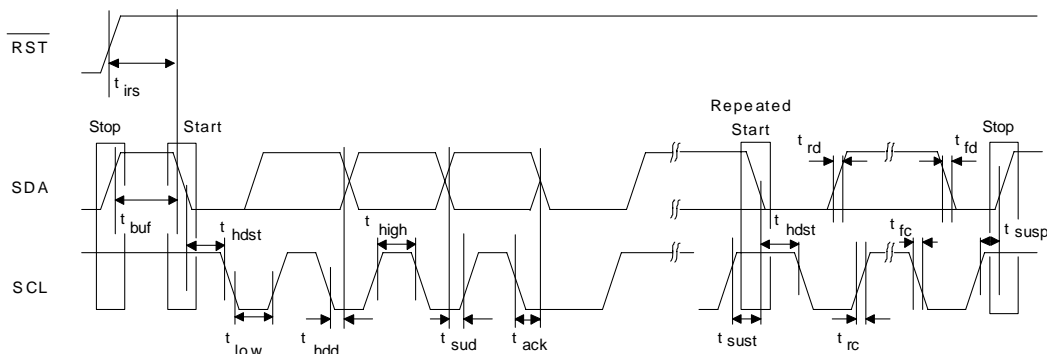 RST
t irs
Repeated
Stop
Start
Start
Stop
t rd
t fd
SDA
t buf
t hdst
t high
t hdst
t fc
t susp
SCL
t low
t hdd
t sud
t ack
t sust
t rc